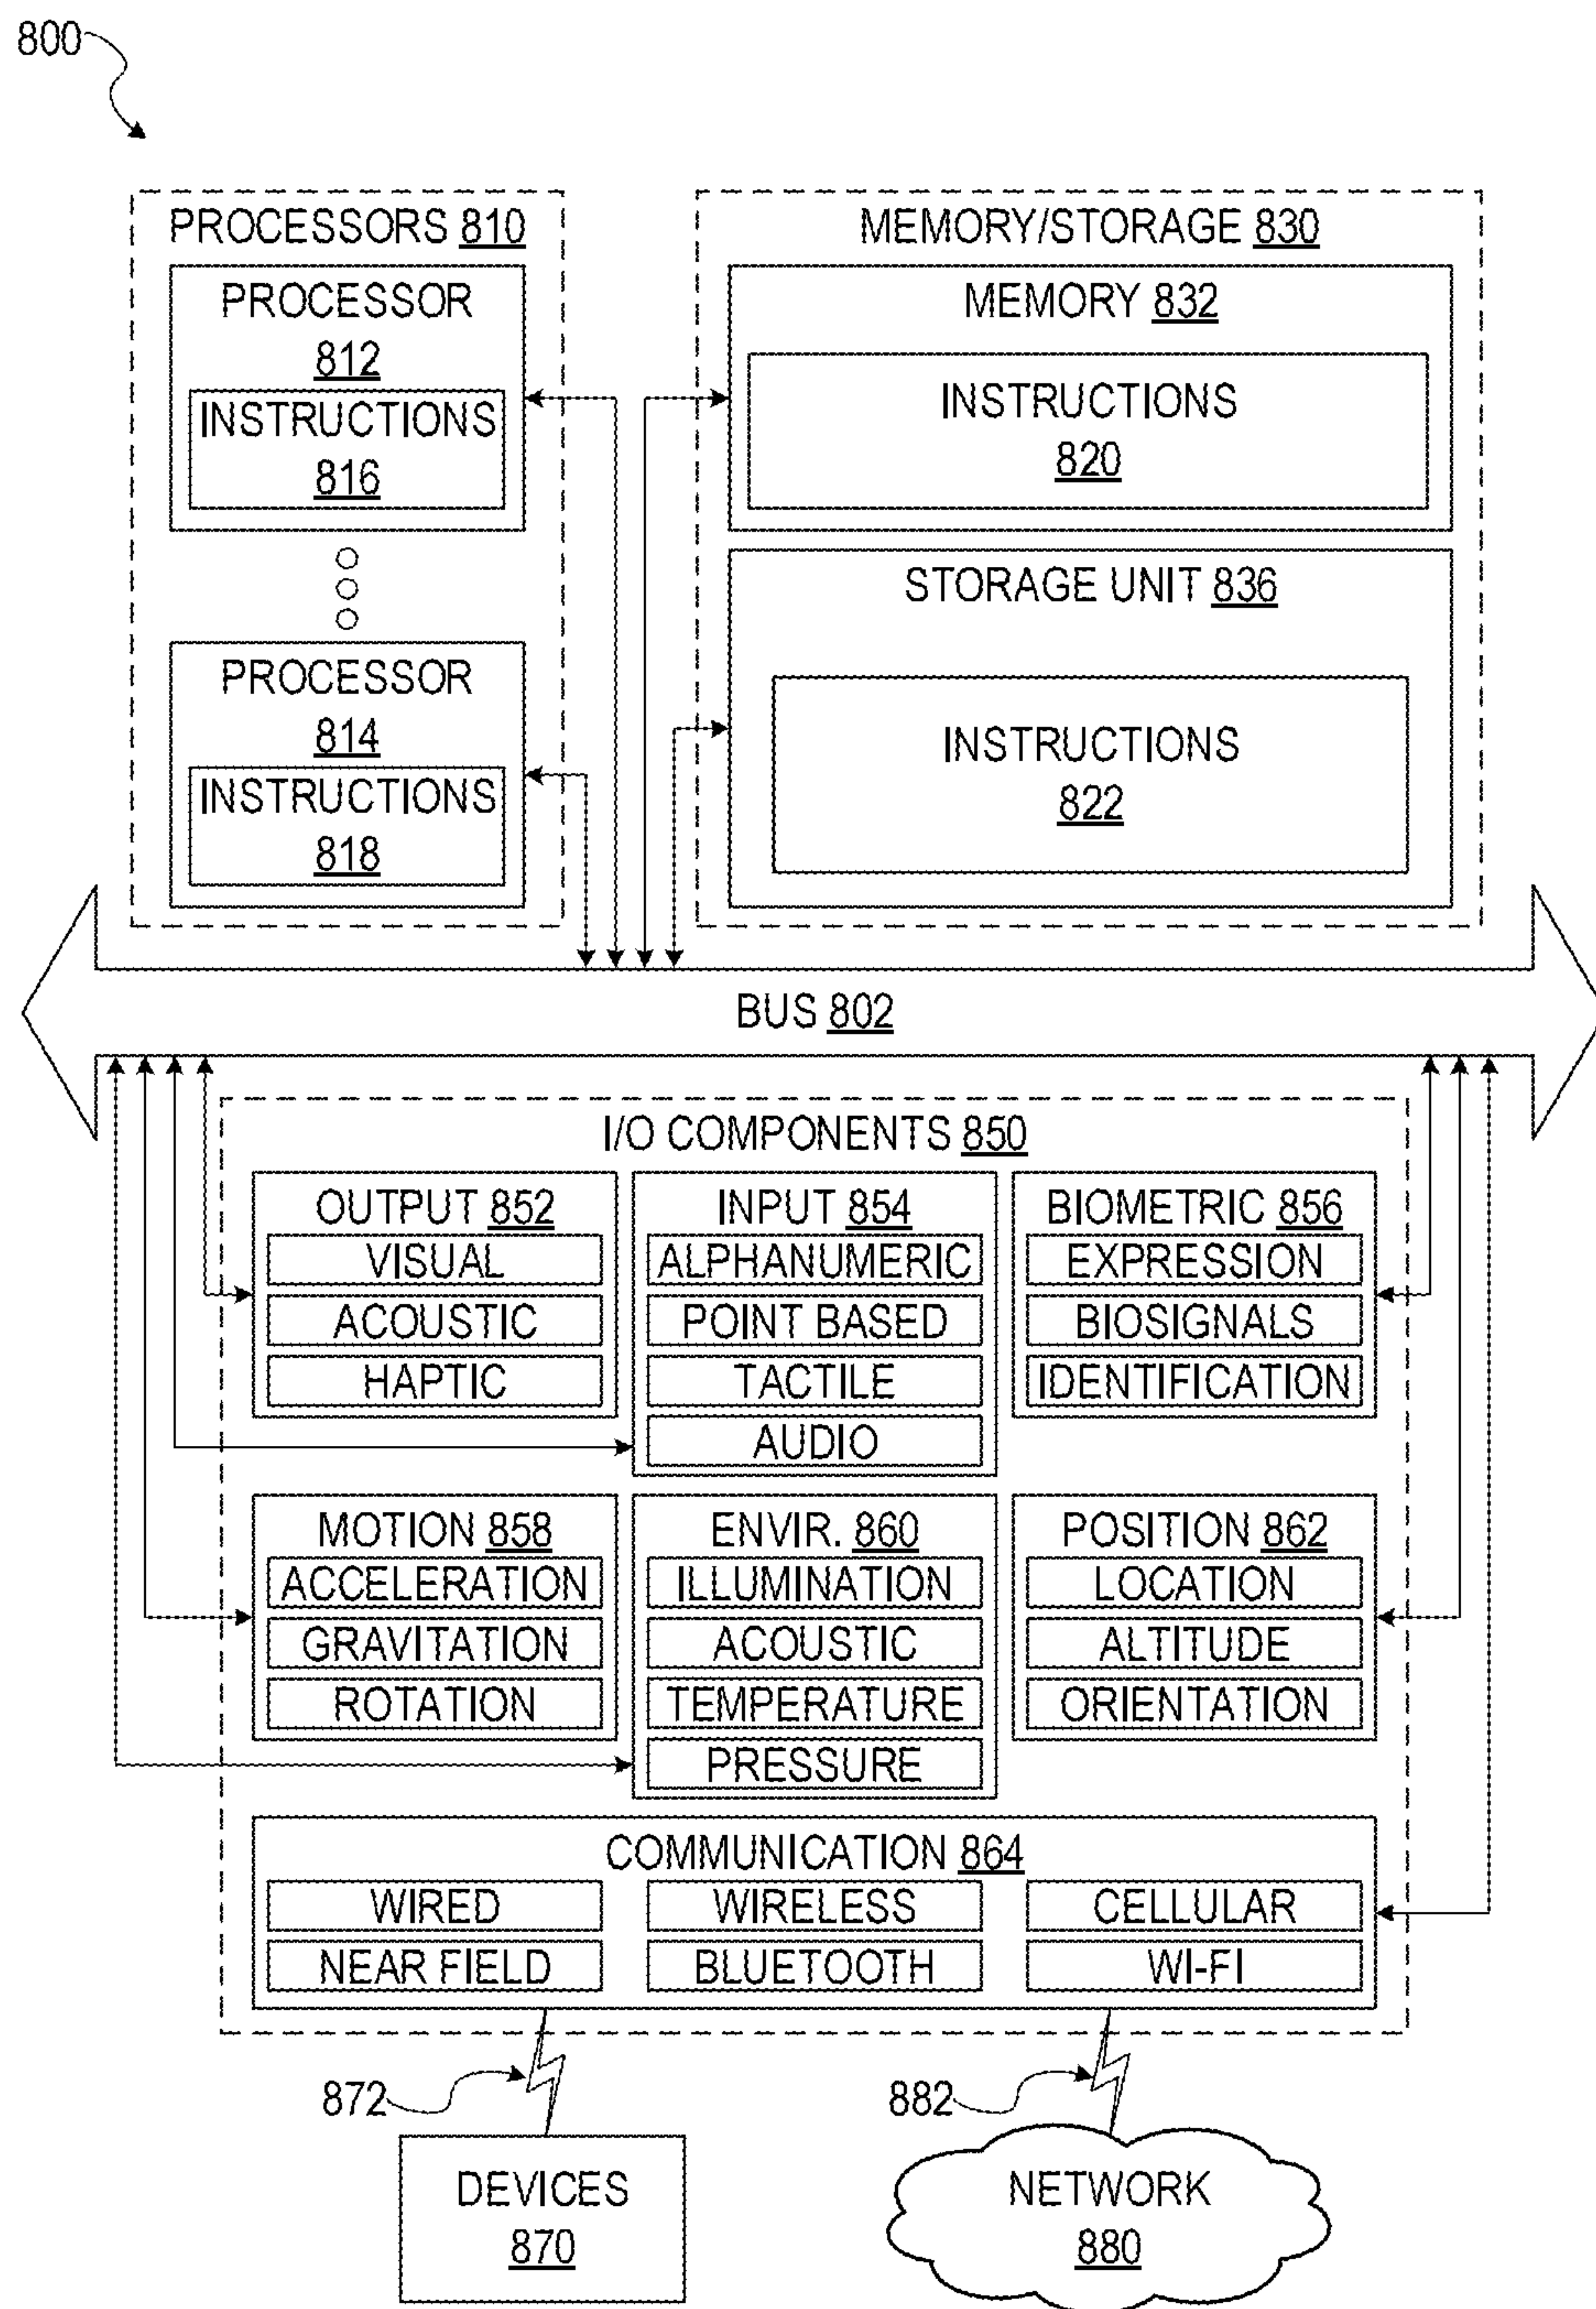 800
PROCESSORS 810
PROCESSOR
812
INSTRUCTIONS
816
PROCESSOR
814
INSTRUCTIONS
818
MEMORY/STORAGE 830
MEMORY 832
INSTRUCTIONS
820
STORAGE UNIT 836
INSTRUCTIONS
822
BUS 802
I/O COMPONENTS 850
OUTPUT 852
VISUAL
ACOUSTIC
HAPTIC
INPUT 854
ALPHANUMERIC
POINT BASED
TACTILE
AUDIO
BIOMETRIC 856
EXPRESSION
BIOSIGNALS
IDENTIFICATION
MOTION 858
ACCELERATION
GRAVITATION
ROTATION
ENVIR. 860
ILLUMINATION
ACOUSTIC
TEMPERATURE
PRESSURE
POSITION 862
LOCATION
ALTITUDE
ORIENTATION
COMMUNICATION 864
WIRED
WIRELESS
CELLULAR
NEAR FIELD
BLUETOOTH
WI-FI
872
882
DEVICES
870
NETWORK
880